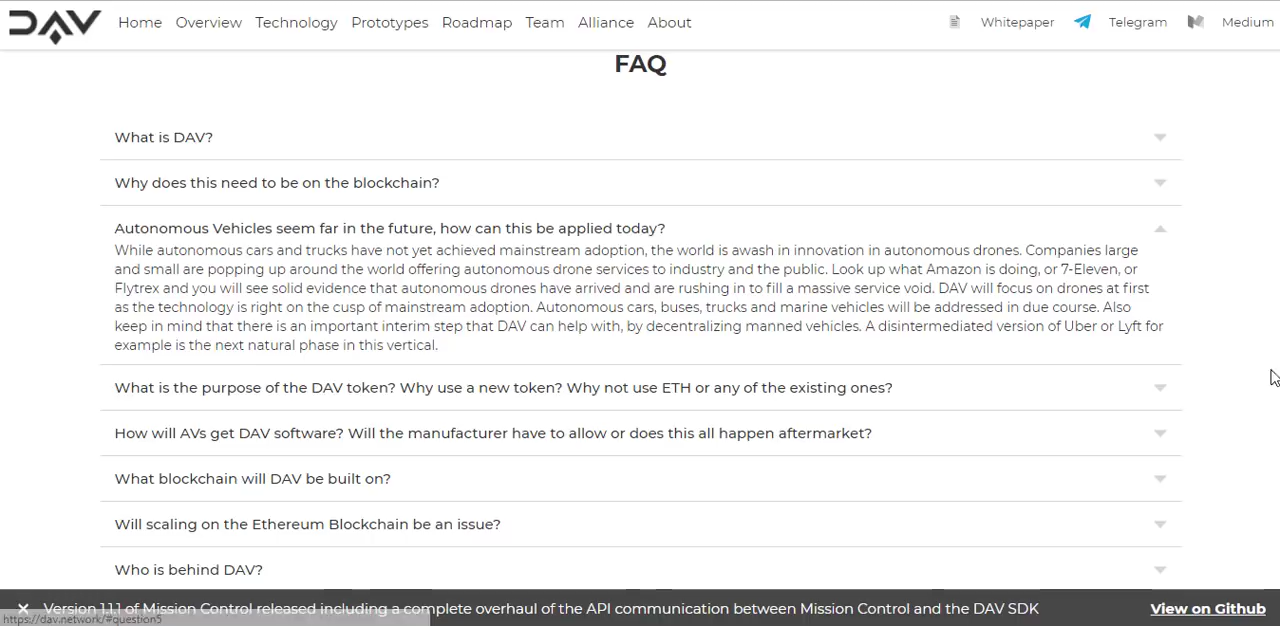 DAV Home Overview Technology Prototypes Roadmap Team Alliance About Whitepaper Telegram Medium
FAQ
What is DAV?
Why does this need to be on the blockchain?
Autonomous Vehicles seem far in the future, how can this be applied today?
While autonomous cars and trucks have not yet achieved mainstream adoption, the world is awash in innovation in autonomous drones. Companies large
and small are popping up around the world offering autonomous drone services to industry and the public. Look up what Amazon is doing, or 7-Eleven, or
Flytrex and you will see solid evidence that autonomous drones have arrived and are rushing in to fill a massive service void. DAV will focus on drones at first
as the technology is right on the cusp of mainstream adoption. Autonomous cars, buses, trucks and marine vehicles will be addressed in due course. Also
keep in mind that there is an important interim step that DAV can help with, by decentralizing manned vehicles. A disintermediated version of Uber or Lyft for
example is the next natural phase in this vertical.
What is the purpose of the DAV token? Why use a new token? Why not use ETH or any of the existing ones?
How will AVs get DAV software? Will the manufacturer have to allow or does this all happen aftermarket?
What blockchain will DAV be built on?
Will scaling on the Ethereum Blockchain be an issue?
Who is behind DAV?
Version 1.1.1 of Mission Control released including a complete overhaul of the API communication between Mission Control and the DAV SDK View on Github
https://dav.network/#question5